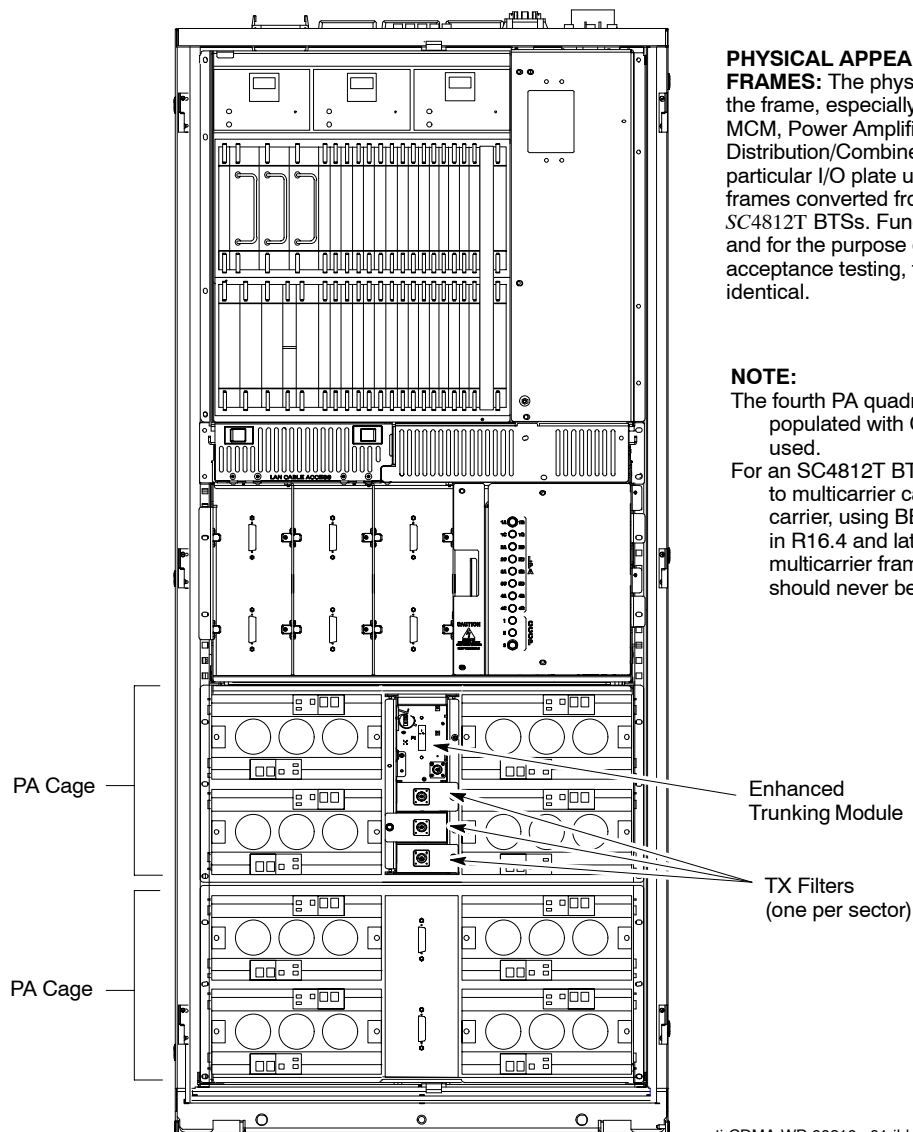 PHYSICAL APPEA
FRAMES: The phys
the frame, especially
MCM, Power Amplifi
Distribution/Combine
particular I/O plate u
frames converted fro
SC4812T BTSs. Fun
and for the purpose
acceptance testing,
identical.
NOTE:
The fourth PA quadr
populated with
used.
For an SC4812T BT
to multicarrier ca
carrier, using BB
in R16.4 and lat
multicarrier fram
should never be
LAN CABLE ACCESS
CAUTION
PA Cage
Enhanced
Trunking Module
TX Filters
(one per sector)
PA Cage